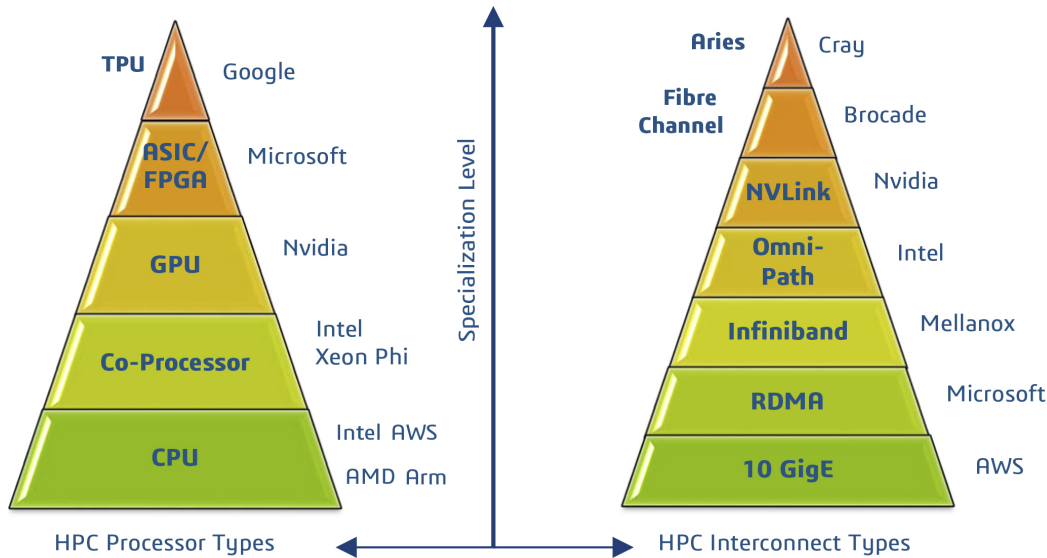 TPU
Google
ASIC/
FPGA
Microsoft
GPU
Nvidia
Co-Processor
Intel
Xeon Phi
CPU
Intel AWS
AMD Arm
HPC Processor Types
Specialization Level
Aries
Cray
Fibre
Channel
Brocade
NVLink
Nvidia
Omni-
Path
Intel
Infiniband
Mellanox
RDMA
Microsoft
10 GigE
AWS
HPC Interconnect Types